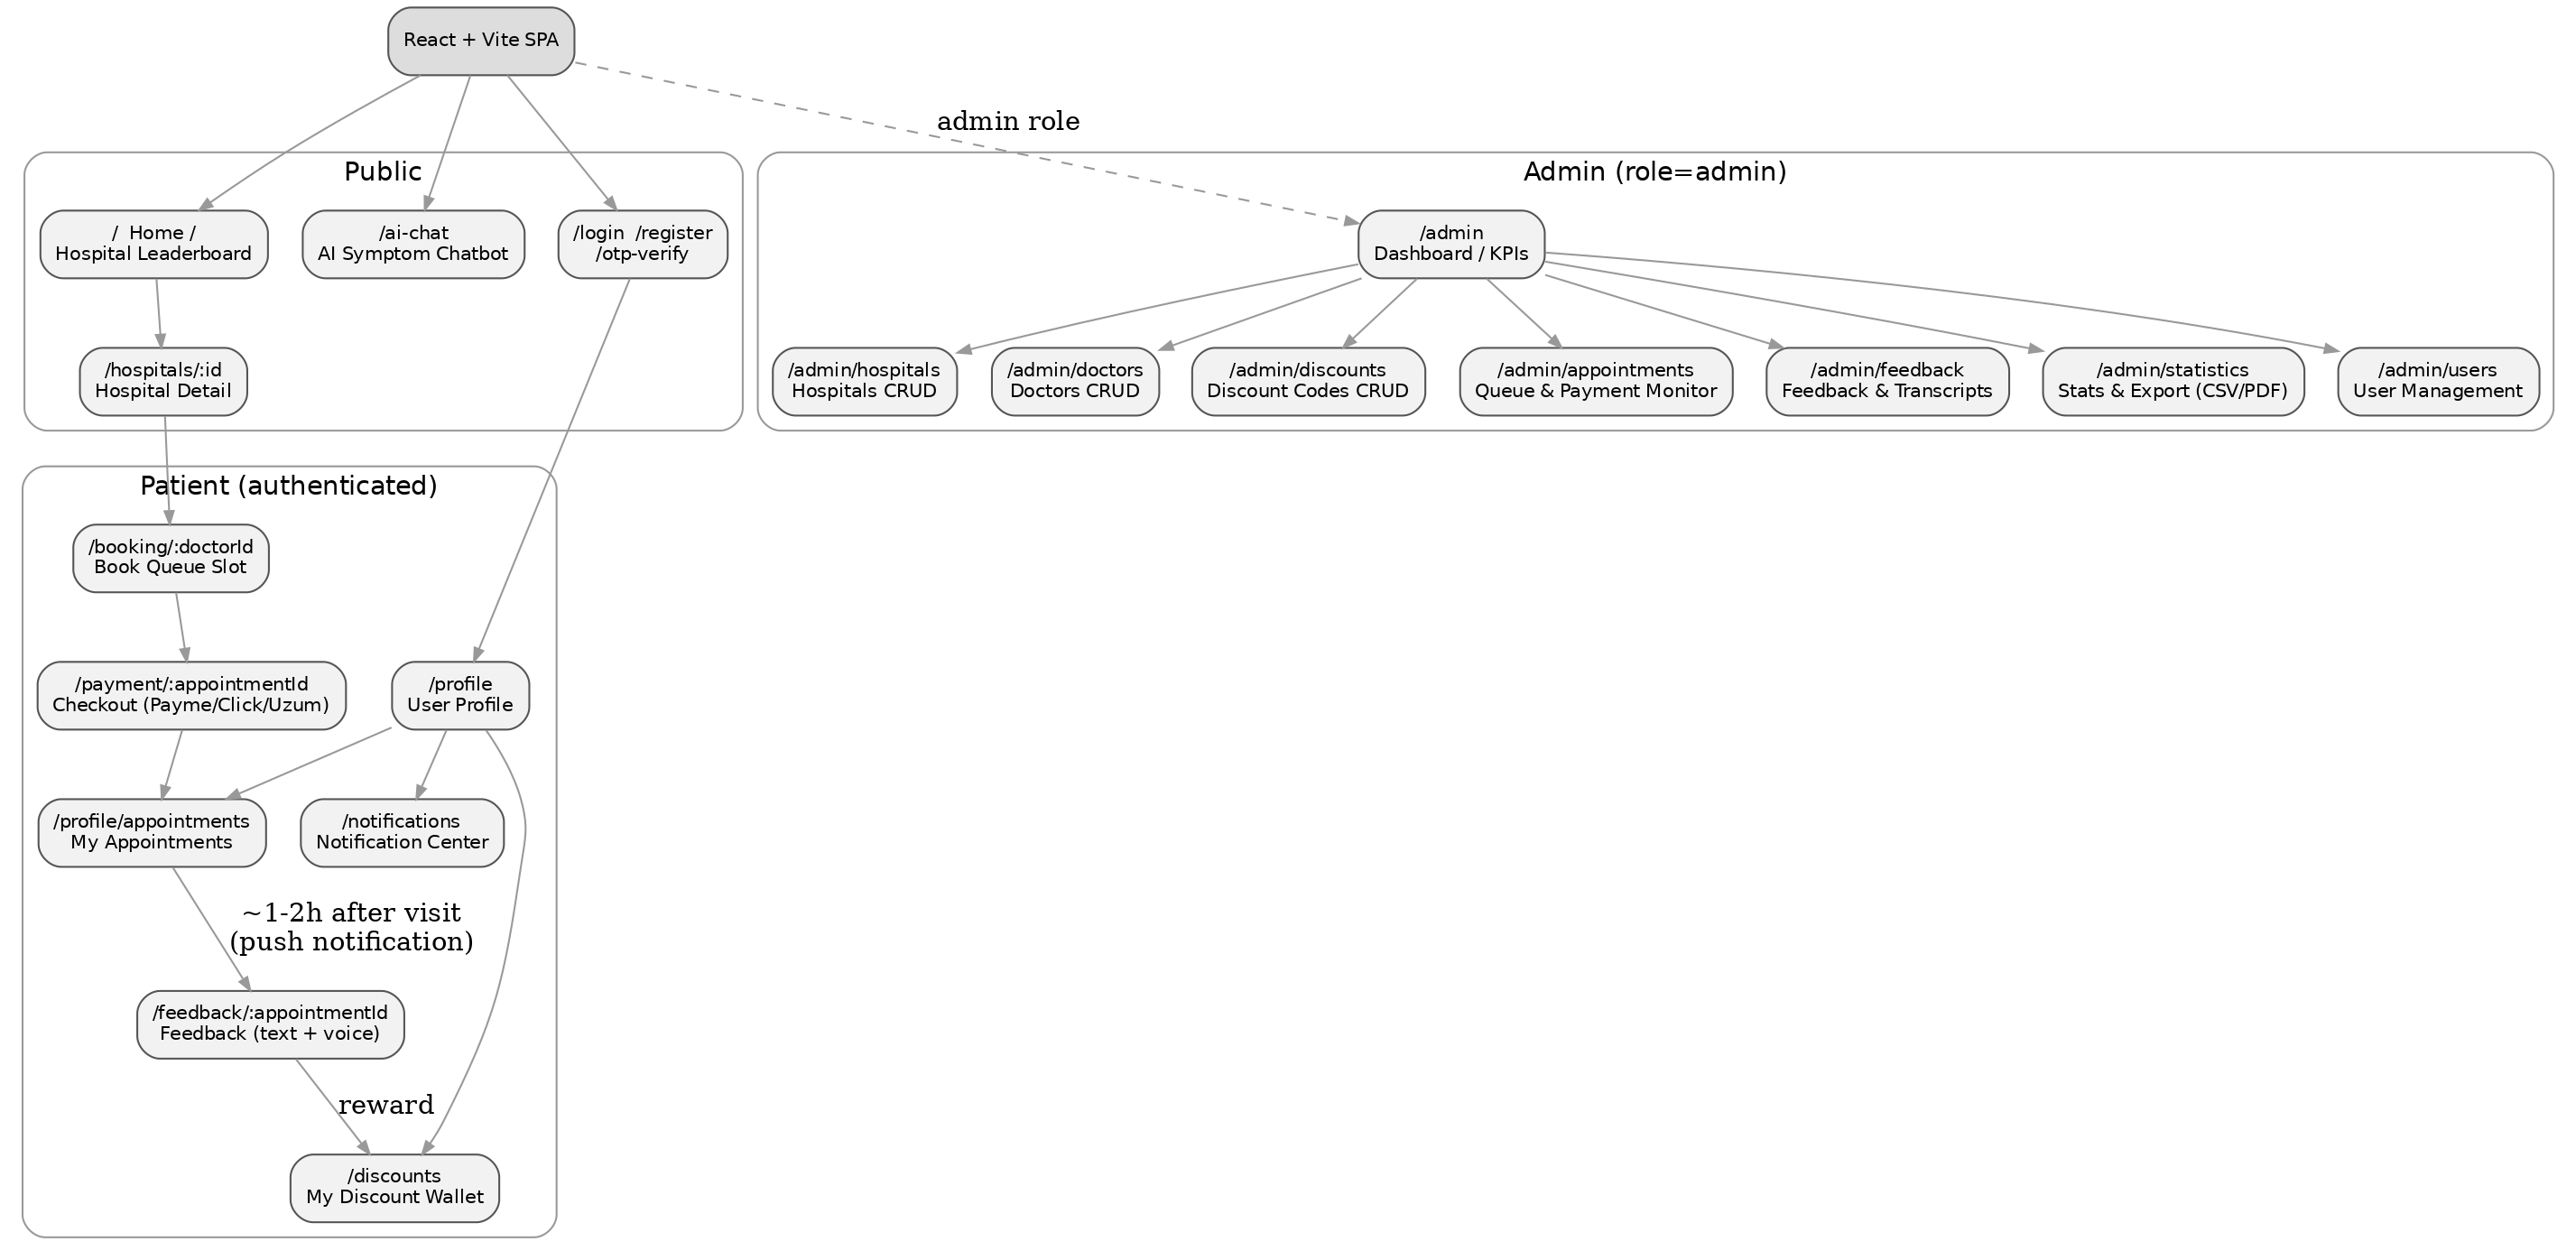 React + Vite SPA
admin role
Public
Admin (role=admin)
/  Home /
Hospital Leaderboard
/ai-chat
AI Symptom Chatbot
/login  /register
/otp-verify
/admin
Dashboard / KPIs
/hospitals/:id
Hospital Detail
/admin/hospitals
Hospitals CRUD
/admin/doctors
Doctors CRUD
/admin/discounts
Discount Codes CRUD
/admin/appointments
Queue & Payment Monitor
/admin/feedback
Feedback & Transcripts
/admin/statistics
Stats & Export (CSV/PDF)
/admin/users
User Management
Patient (authenticated)
/booking/:doctorId
Book Queue Slot
/payment/:appointmentId
Checkout (Payme/Click/Uzum)
/profile
User Profile
/profile/appointments
My Appointments
/notifications
Notification Center
~1-2h after visit
(push notification)
/feedback/:appointmentId
Feedback (text + voice)
reward
/discounts
My Discount Wallet